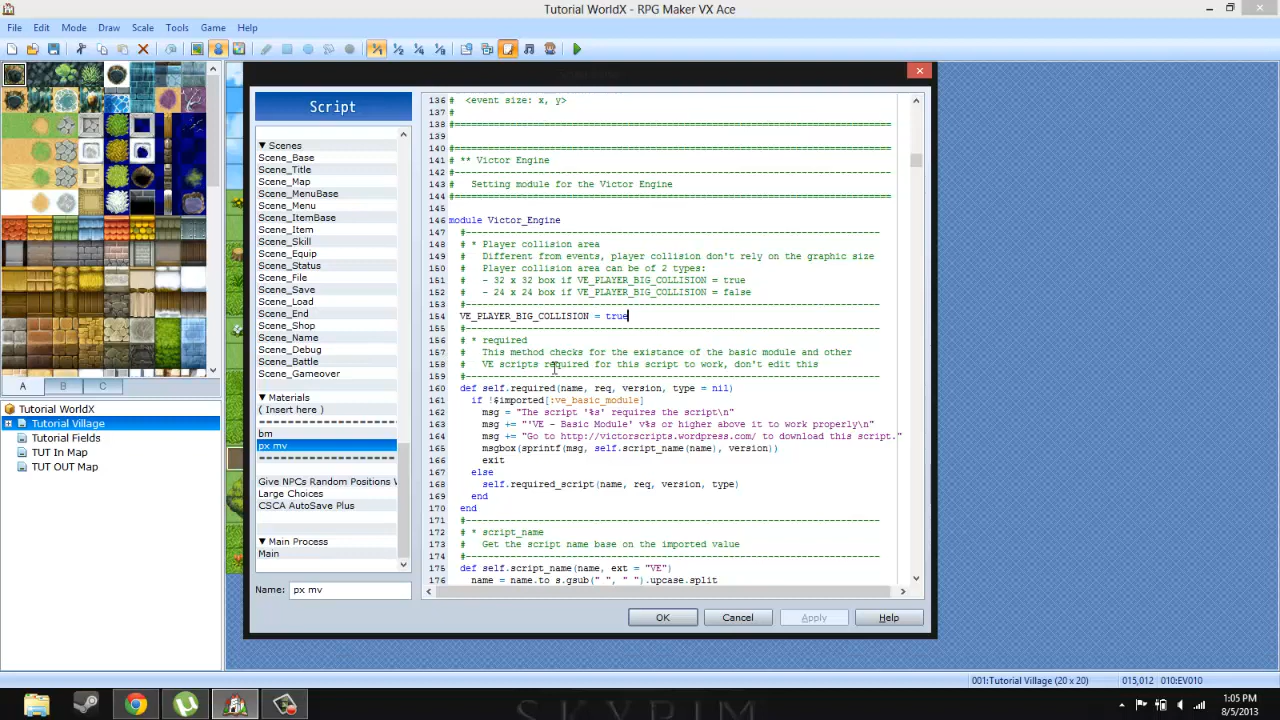 Tutorial WorldX - RPG Maker VX Ace
File Edit Mode Draw Scale Tools Game Help
Script
▼ Scenes
Scene_Base
Scene_Title
Scene_Map
Scene_MenuBase
Scene_Menu
Scene_ItemBase
Scene_Item
Scene_Skill
Scene_Equip
Scene_Status
Scene_File
Scene_Save
Scene_Load
Scene_End
Scene_Shop
Scene_Name
Scene_Debug
Scene_Battle
Scene_Gameover
▼ Materials
( Insert here )
bm
px mv
Give NPCs Random Positions
Large Choices
CSCA AutoSave Plus
▼ Main Process
Main
Name: px mv
136 # <event size: x, y>
137 #
138 #==============================================================================
139
140 #==============================================================================
141 # ** Victor Engine
142 #------------------------------------------------------------------------------
143 #   Setting module for the Victor Engine
144 #==============================================================================
145
146 module Victor_Engine
147 #--------------------------------------------------------------------------
148 # * Player collision area
149 #   Different from events, player collision don't rely on the graphic size
150 #   Player collision area can be of 2 types:
151 #   - 32 x 32 box if VE_PLAYER_BIG_COLLISION = true
152 #   - 24 x 24 box if VE_PLAYER_BIG_COLLISION = false
153 #--------------------------------------------------------------------------
154 VE_PLAYER_BIG_COLLISION = true
155 #--------------------------------------------------------------------------
156 # * required
157 #   This method checks for the existance of the basic module and other
158 #   VE scripts required for this script to work, don't edit this
159 #--------------------------------------------------------------------------
160 def self.required(name, req, version, type = nil)
161 if !$imported[:ve_basic_module]
162 msg = "The script '%s' requires the script\n"
163 msg += "'VE - Basic Module' v%s or higher above it to work properly\n"
164 msg += "Go to http://victorscripts.wordpress.com/ to download this script."
165 msgbox(sprintf(msg, self.script_name(name), version))
166 exit
167 else
168 self.required_script(name, req, version, type)
169 end
170 end
171 #--------------------------------------------------------------------------
172 # * script_name
173 #   Get the script name base on the imported value
174 #--------------------------------------------------------------------------
175 def self.script_name(name, ext = "VE")
176 name = name.to_s.gsub("_", " ").upcase.split
OK Cancel Apply Help
A B C
Tutorial WorldX
Tutorial Village
Tutorial Fields
TUT In Map
TUT OUT Map
001:Tutorial Village (20 x 20) 015,012 010:EV010
SKYRIM
1:05 PM
8/5/2013